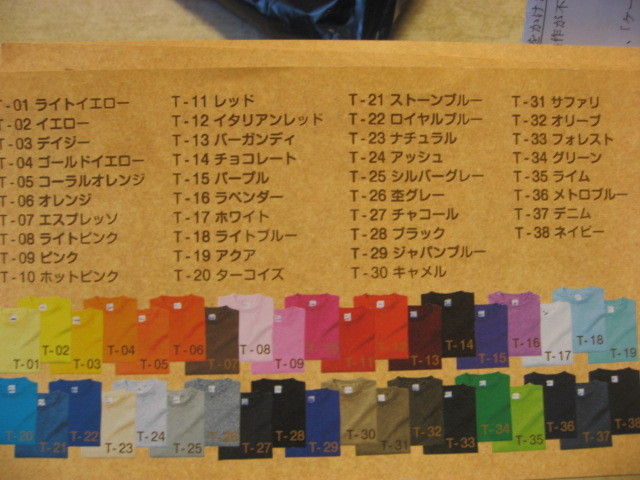 T-01 ライトイエロー
T-02 イエロー
T-03 デイジー
T-04 ゴールドイエロー
T-05 コーラルオレンジ
T-06 オレンジ
T-07 エスプレッソ
T-08 ライトピンク
T-09 ピンク
T-10 ホットピンク
T-11 レッド
T-12 イタリアンレッド
T-13 バーガンディ
T-14 チョコレート
T-15 パープル
T-16 ラベンダー
T-17 ホワイト
T-18 ライトブルー
T-19 アクア
T-20 ターコイズ
T-21 ストーンブルー
T-22 ロイヤルブルー
T-23 ナチュラル
T-24 アッシュ
T-25 シルバーグレー
T-26 杢グレー
T-27 チャコール
T-28 ブラック
T-29 ジャパンブルー
T-30 キャメル
T-31 サファリ
T-32 オリーブ
T-33 フォレスト
T-34 グリーン
T-35 ライム
T-36 メトロブルー
T-37 デニム
T-38 ネイビー
T-01 T-02 T-03 T-04 T-05 T-06 T-07 T-08 T-09 T-10 T-11 T-12 T-13 T-14 T-15 T-16 T-17 T-18 T-19
T-20 T-21 T-22 T-23 T-24 T-25 T-26 T-27 T-28 T-29 T-30 T-31 T-32 T-33 T-34 T-35 T-36 T-37 T-38